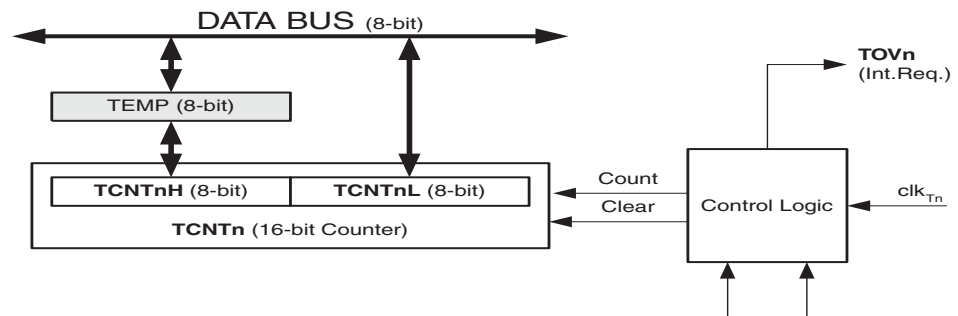 DATA BUS (8-bit)
TOVn
(Int.Req.)
TEMP (8-bit)
TCNTnH (8-bit)
TCNTnL (8-bit)
TCNTn (16-bit Counter)
Count
Clear
Control Logic
clkTn